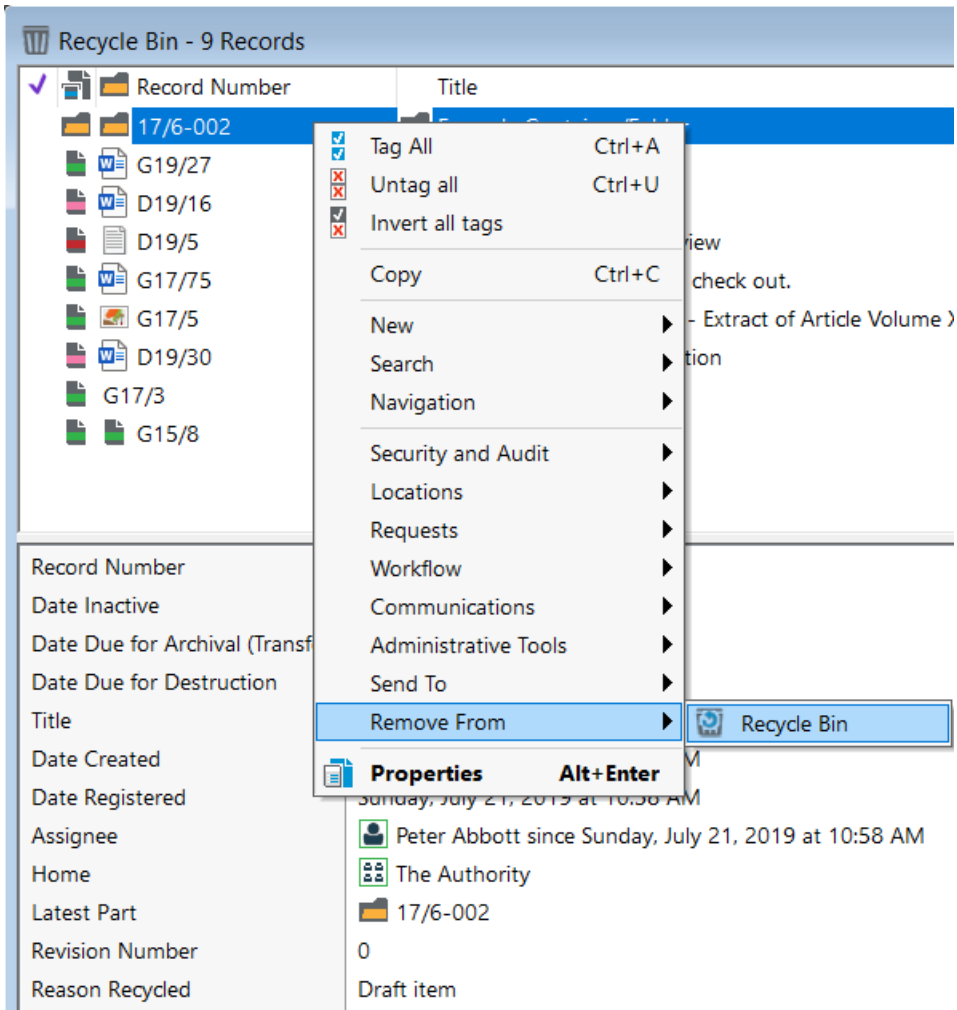 Recycle Bin - 9 Records
Record Number Title
17/6-002
G19/27
D19/16
D19/5 view
G17/75 check out.
G17/5 - Extract of Article Volume
D19/30 tion
G17/3
G15/8
Tag All Ctrl+A
Untag all Ctrl+U
Invert all tags
Copy Ctrl+C
New
Search
Navigation
Security and Audit
Locations
Requests
Workflow
Communications
Administrative Tools
Send To
Remove From
Recycle Bin
Properties Alt+Enter
Record Number
Date Inactive
Date Due for Archival (Transf
Date Due for Destruction
Title
Date Created M
Date Registered Sunday, July 21, 2019 at 10:58 AM
Assignee Peter Abbott since Sunday, July 21, 2019 at 10:58 AM
Home The Authority
Latest Part 17/6-002
Revision Number 0
Reason Recycled Draft item